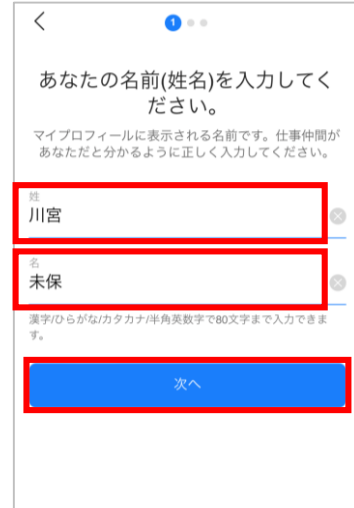 1
あなたの名前(姓名)を入力してく
ださい。
マイプロフィールに表示される名前です。仕事仲間が
あなただと分かるように正しく入力してください。
姓
川宮
名
未保
漢字/ひらがな/カタカナ/半角英数字で80文字まで入力できま
す。
次へ